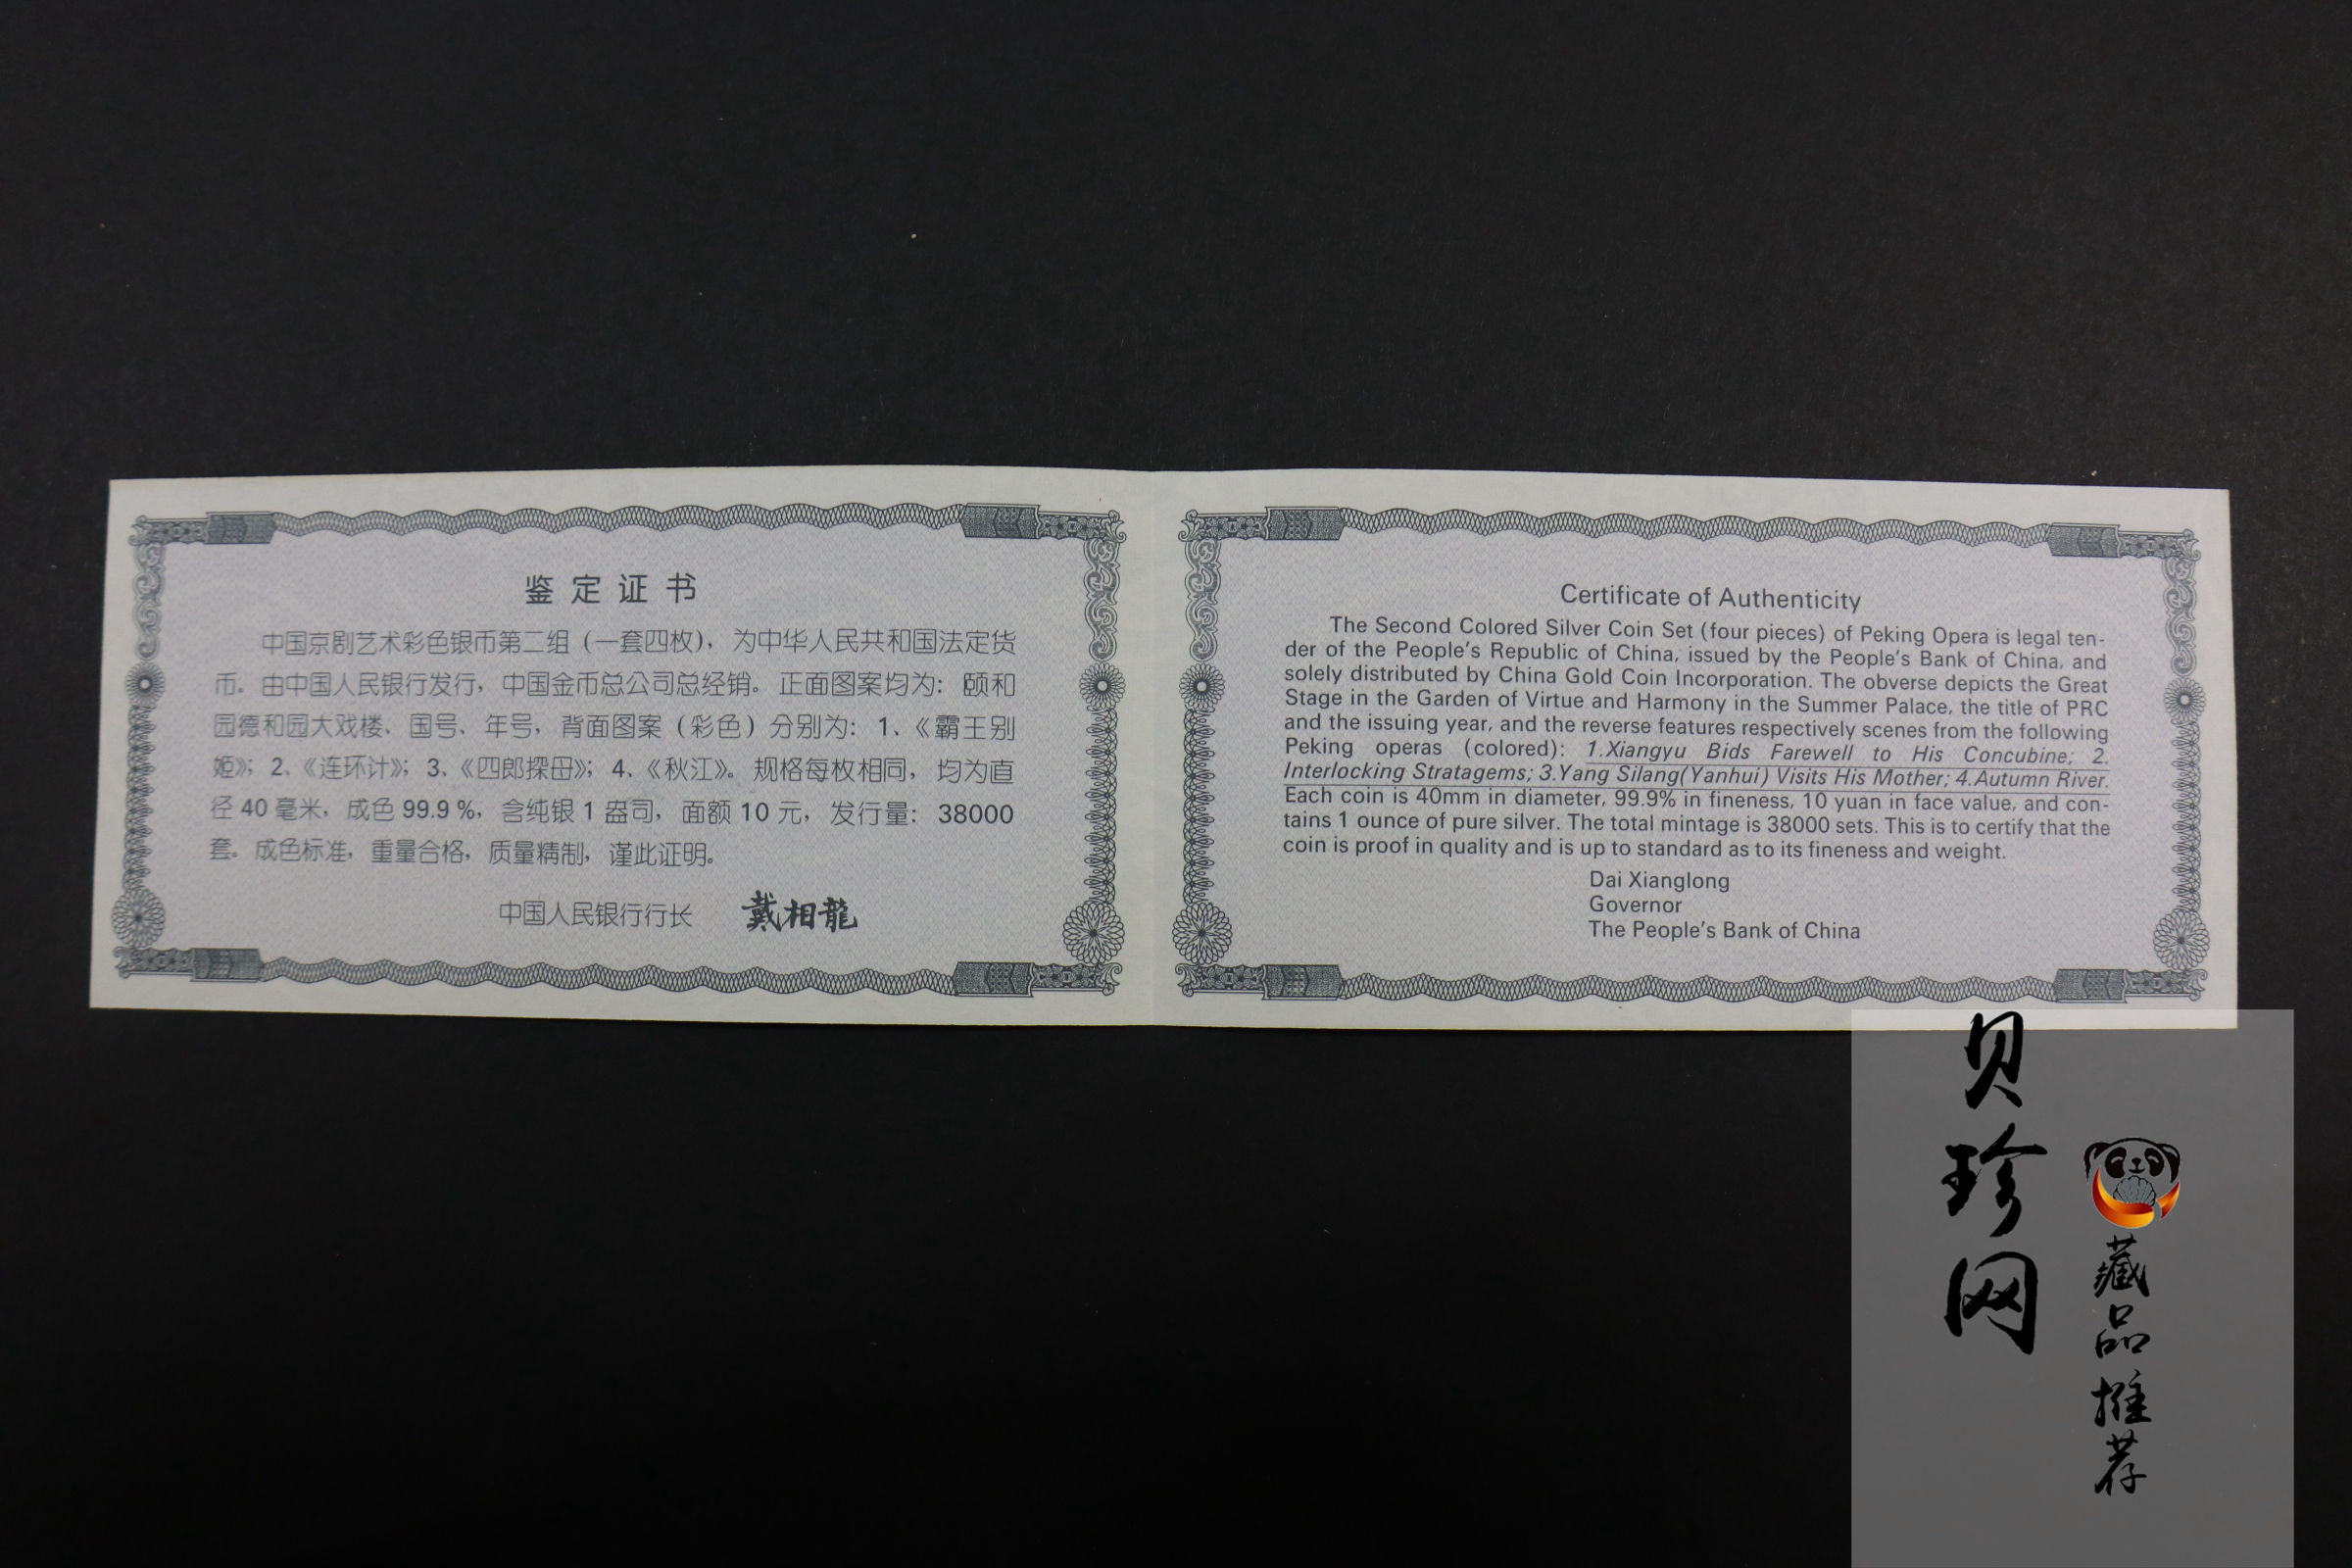 鉴定证书
中国京剧艺术彩色银币第二组（一套四枚），为中华人民共和国法定货
币。由中国人民银行发行，中国金币总公司总经销。正面图案均为：颐和
园德和园大戏楼、国号、年号，背面图案（彩色）分别为：1、《霸王别
姬》；2、《连环计》；3、《四郎探母》；4、《秋江》。规格每枚相同，均为直
径 40 毫米，成色 99.9 %，含纯银 1 盎司，面额 10 元，发行量：38000
套。成色标准，重量合格，质量精制，谨此证明。
中国人民银行行长 戴相龍
Certificate of Authenticity
The Second Colored Silver Coin Set (four pieces) of Peking Opera is legal ten-
der of the People's Republic of China, issued by the People's Bank of China, and
solely distributed by China Gold Coin Incorporation. The obverse depicts the Great
Stage in the Garden of Virtue and Harmony in the Summer Palace, the title of PRC
and the issuing year, and the reverse features respectively scenes from the following
Peking operas (colored): 1.Xiangyu Bids Farewell to His Concubine; 2.
Interlocking Stratagems; 3.Yang Silang(Yanhui) Visits His Mother; 4.Autumn River.
Each coin is 40mm in diameter, 99.9% in fineness, 10 yuan in face value, and con-
tains 1 ounce of pure silver. The total mintage is 38000 sets. This is to certify that the
coin is proof in quality and is up to standard as to its fineness and weight.
Dai Xianglong
Governor
The People's Bank of China
贝珍网
藏品推荐